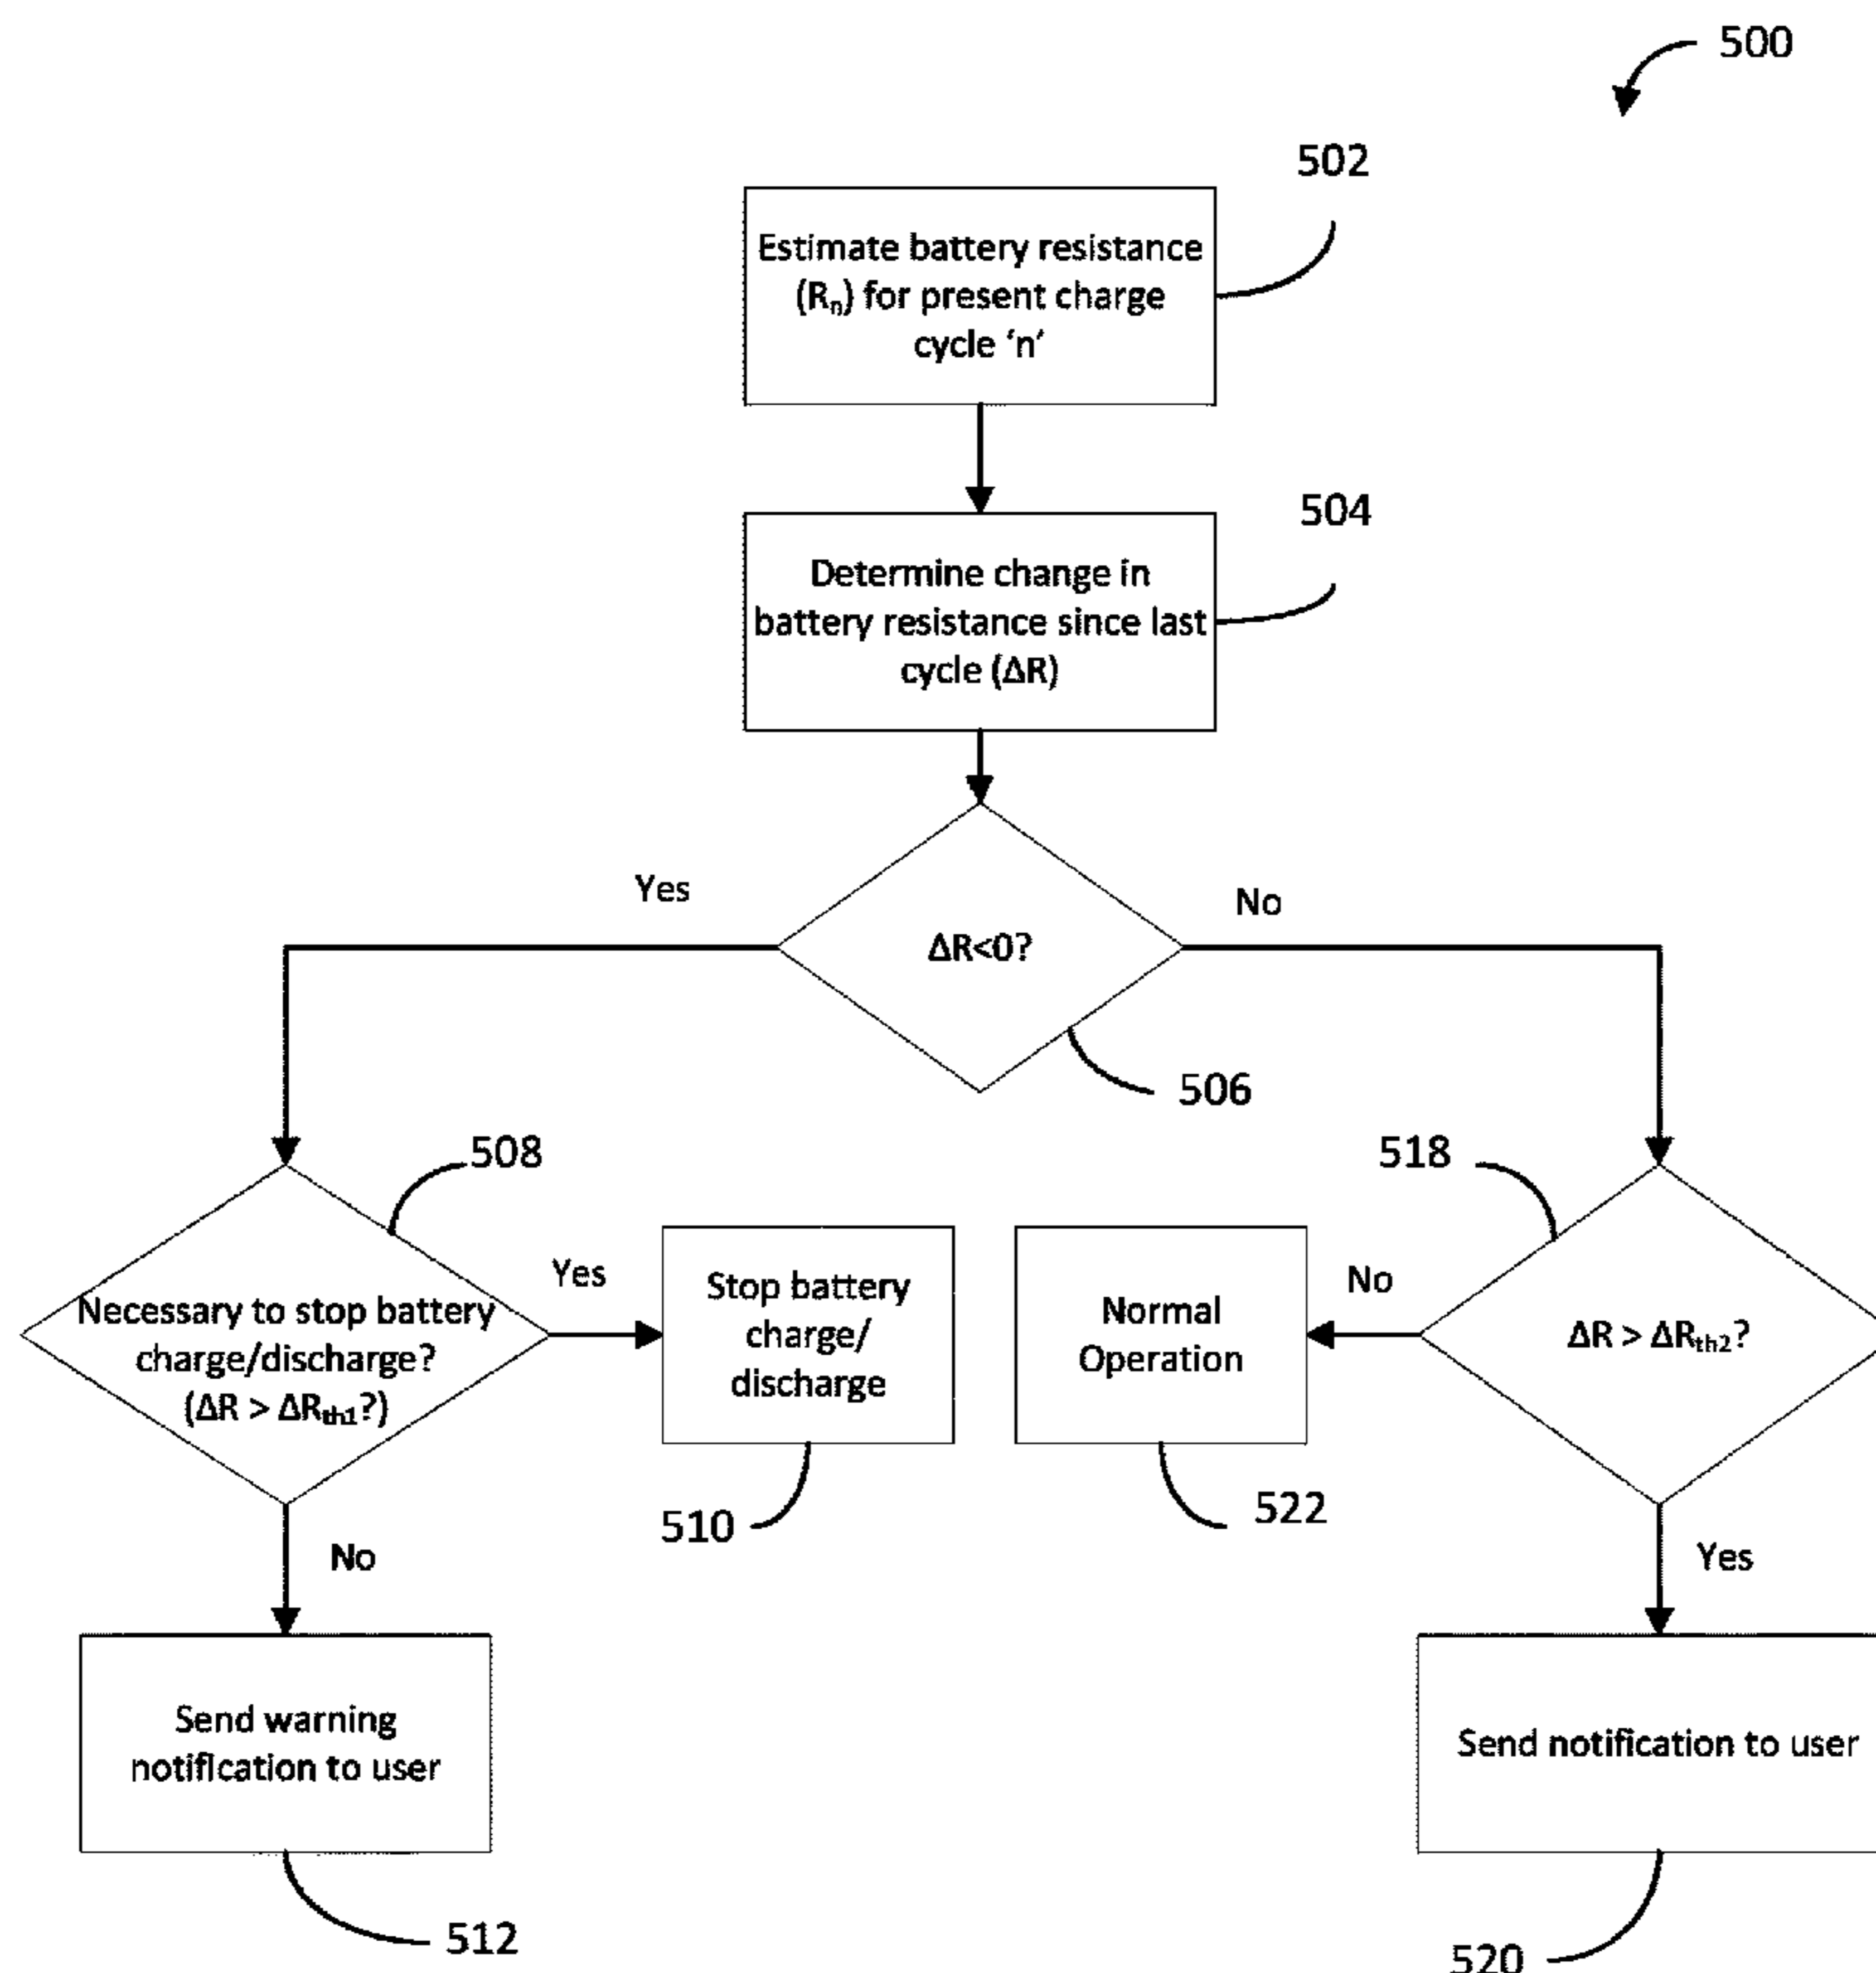 500
502
Estimate battery resistance
(Rₙ) for present charge
cycle ‘n’
504
Determine change in
battery resistance since last
cycle (ΔR)
Yes
No
ΔR<0?
506
508
518
Necessary to stop battery
charge/discharge?
(ΔR > ΔRth1?)
Yes
Stop battery
charge/
discharge
Normal
Operation
No
ΔR > ΔRth2?
510
522
No
Yes
Send warning
notification to user
Send notification to user
512
520